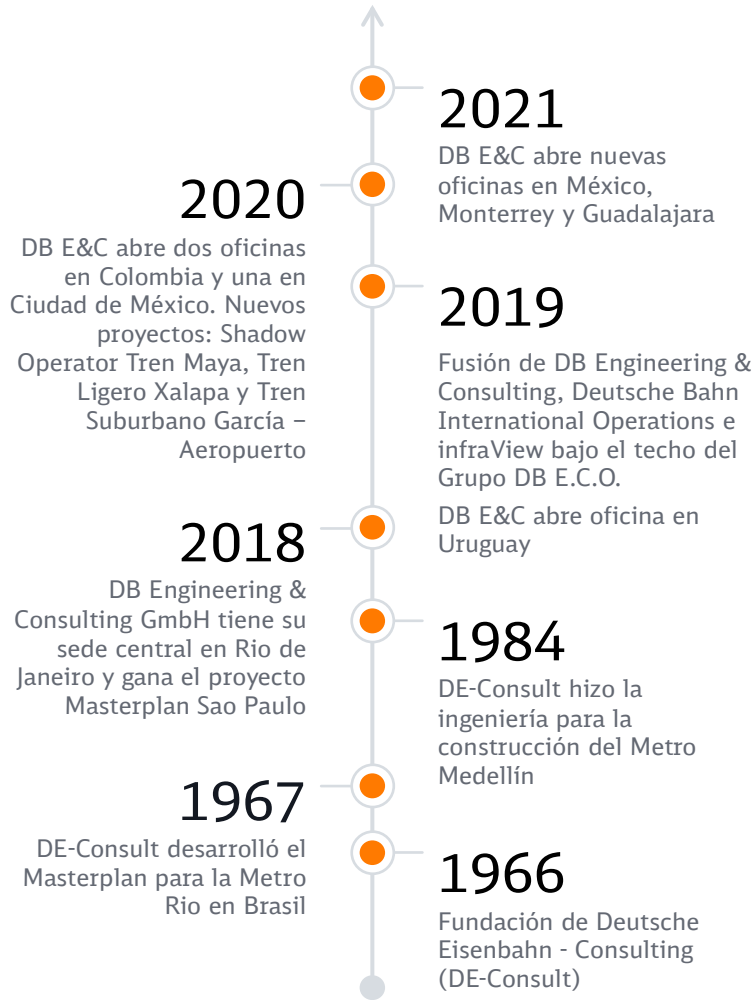 2021
DB E&C abre nuevas
oficinas en México,
Monterrey y Guadalajara
2020
DB E&C abre dos oficinas
en Colombia y una en
Ciudad de México. Nuevos
proyectos: Shadow
Operator Tren Maya, Tren
Ligero Xalapa y Tren
Suburbano García –
Aeropuerto
2019
Fusión de DB Engineering &
Consulting, Deutsche Bahn
International Operations e
infraView bajo el techo del
Grupo DB E.C.O.
DB E&C abre oficina en
Uruguay
2018
DB Engineering &
Consulting GmbH tiene su
sede central en Rio de
Janeiro y gana el proyecto
Masterplan Sao Paulo
1984
DE-Consult hizo la
ingeniería para la
construcción del Metro
Medellín
1967
DE-Consult desarrolló el
Masterplan para la Metro
Rio en Brasil
1966
Fundación de Deutsche
Eisenbahn - Consulting
(DE-Consult)